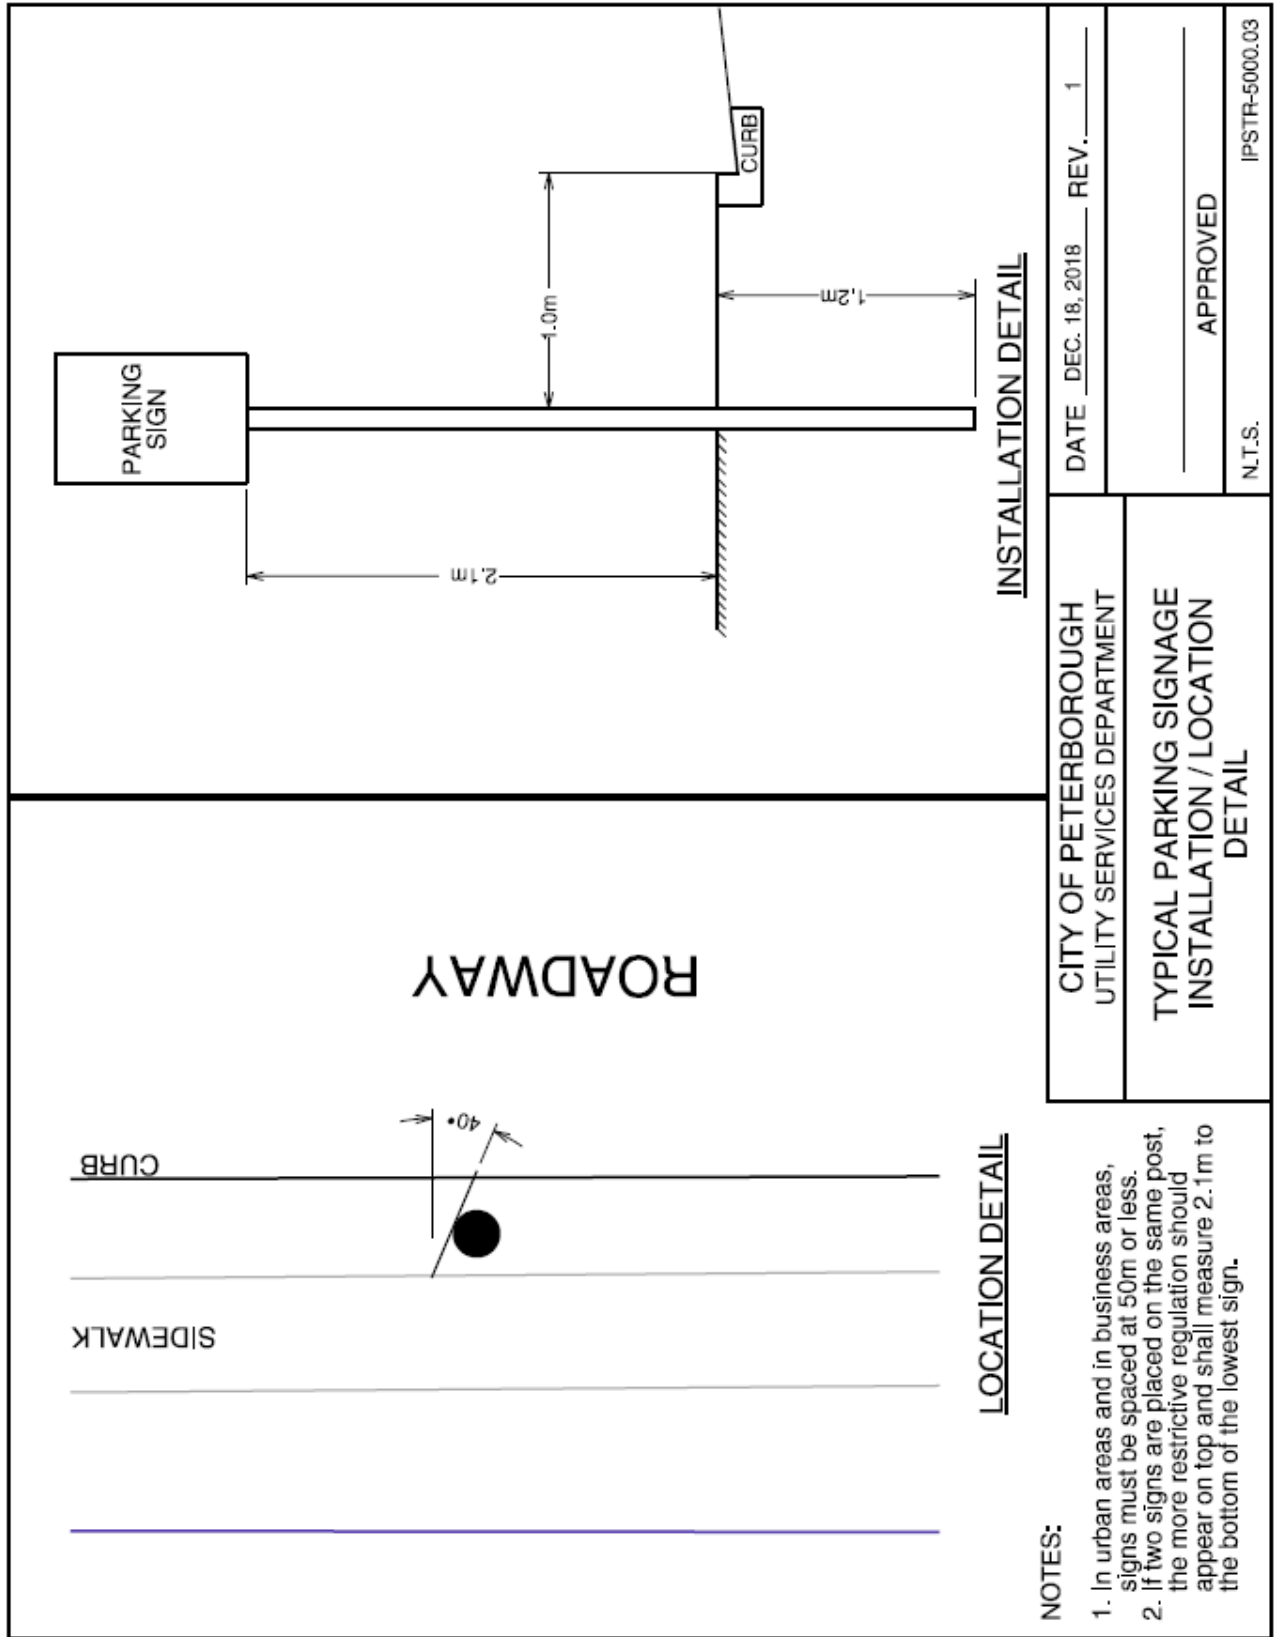 CURB
SIDEWALK
40•
ROADWAY
LOCATION DETAIL
PARKING
SIGN
2.1m
1.0m
CURB
1.2m
INSTALLATION DETAIL
NOTES:
1. In urban areas and in business areas,
signs must be spaced at 50m or less.
2. If two signs are placed on the same post,
the more restrictive regulation should
appear on top and shall measure 2.1m to
the bottom of the lowest sign.
CITY OF PETERBOROUGH
UTILITY SERVICES DEPARTMENT
TYPICAL PARKING SIGNAGE
INSTALLATION / LOCATION
DETAIL
DATE DEC. 18, 2018 REV. 1
APPROVED
N.T.S. IPSTR-5000.03